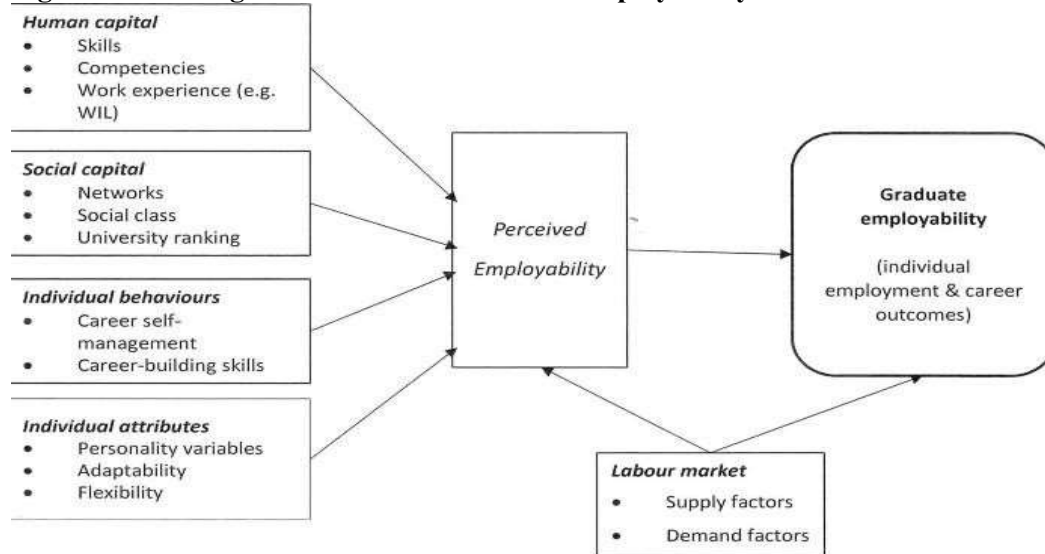 Human capital
• Skills
• Competencies
• Work experience (e.g.
WIL)
Social capital
• Networks
• Social class
• University ranking
Individual behaviours
• Career self-
management
• Career-building skills
Individual attributes
• Personality variables
• Adaptability
• Flexibility
Perceived
Employability
Graduate
employability
(individual
employment & career
outcomes)
Labour market
• Supply factors
• Demand factors